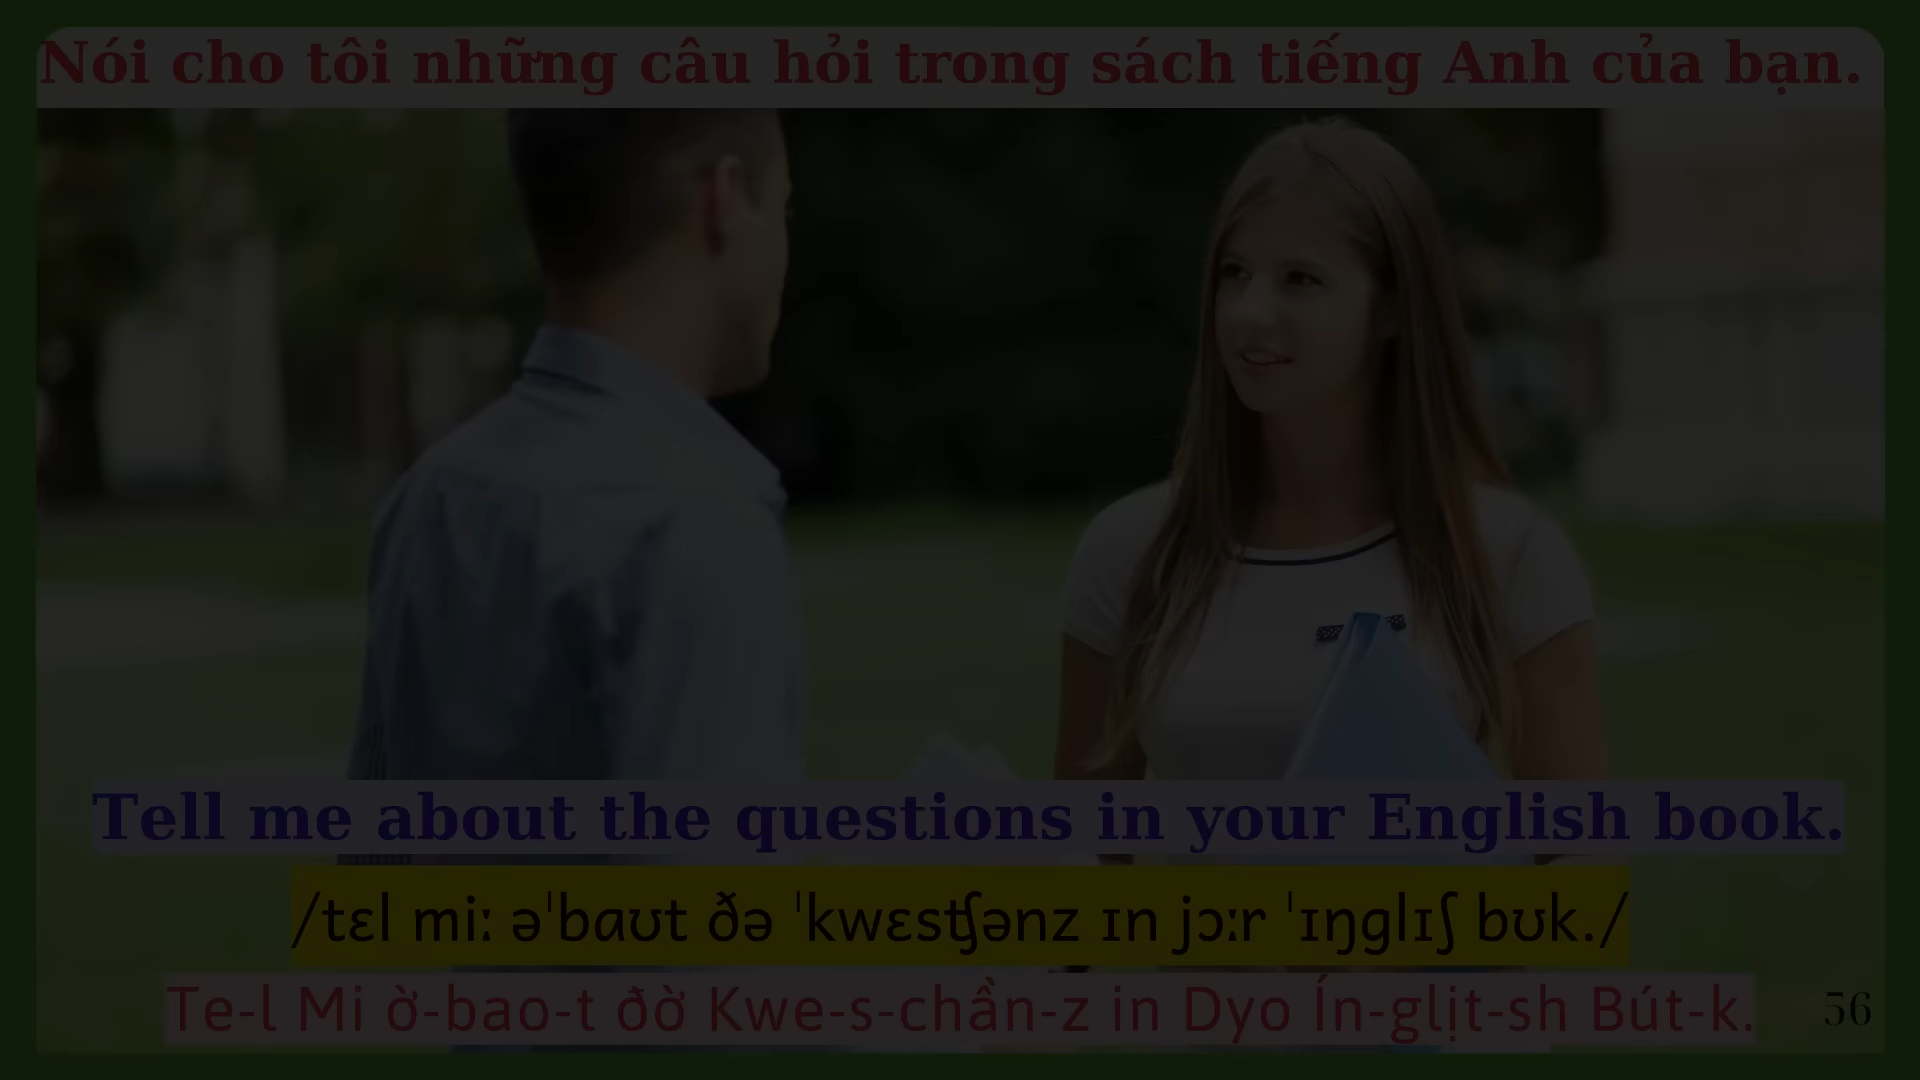 Nói cho tôi những câu hỏi trong sách tiếng Anh của bạn.
Tell me about the questions in your English book.
/tɛl miː əˈbaʊt ðə ˈkwɛsʧənz ɪn jɔːr ˈɪŋglɪʃ bʊk./
Te-l Mi ờ-bao-t ðờ Kwe-s-chần-z in Dyo Ín-glịt-sh Bút-k.
56